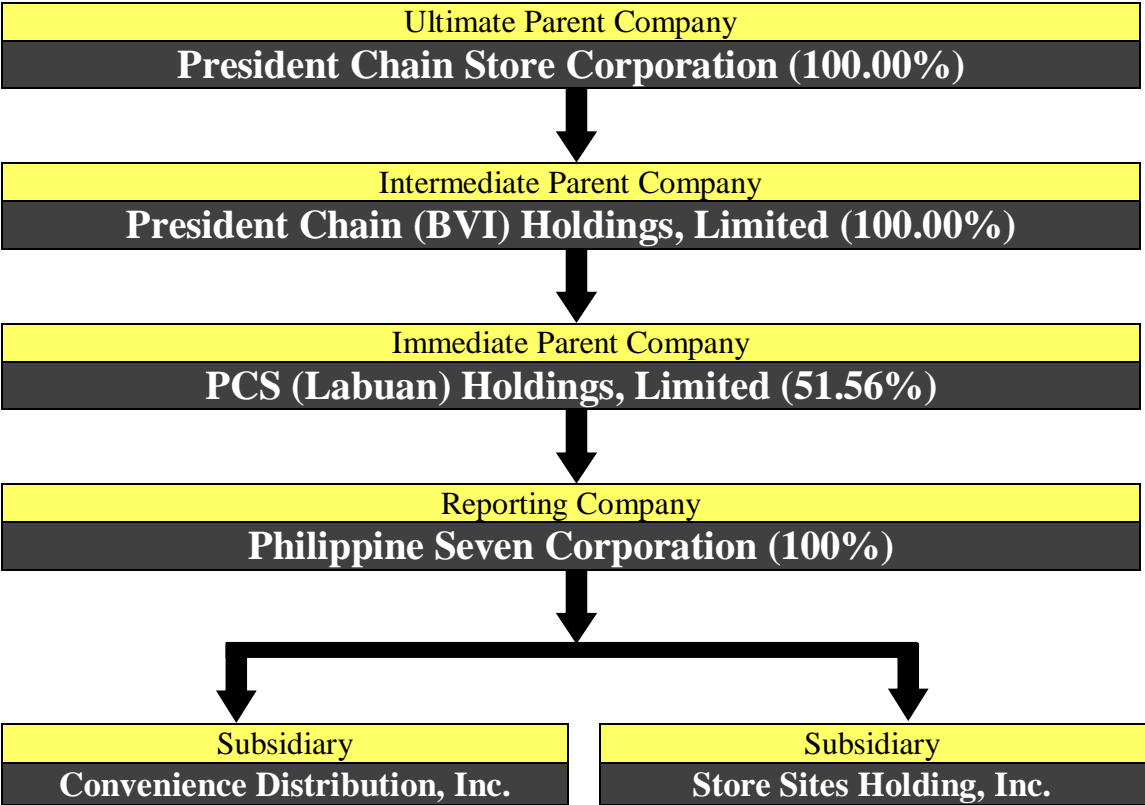 Ultimate Parent Company
President Chain Store Corporation (100.00%)
Intermediate Parent Company
President Chain (BVI) Holdings, Limited (100.00%)
Immediate Parent Company
PCS (Labuan) Holdings, Limited (51.56%)
Reporting Company
Philippine Seven Corporation (100%)
Subsidiary
Convenience Distribution, Inc.
Subsidiary
Store Sites Holding, Inc.